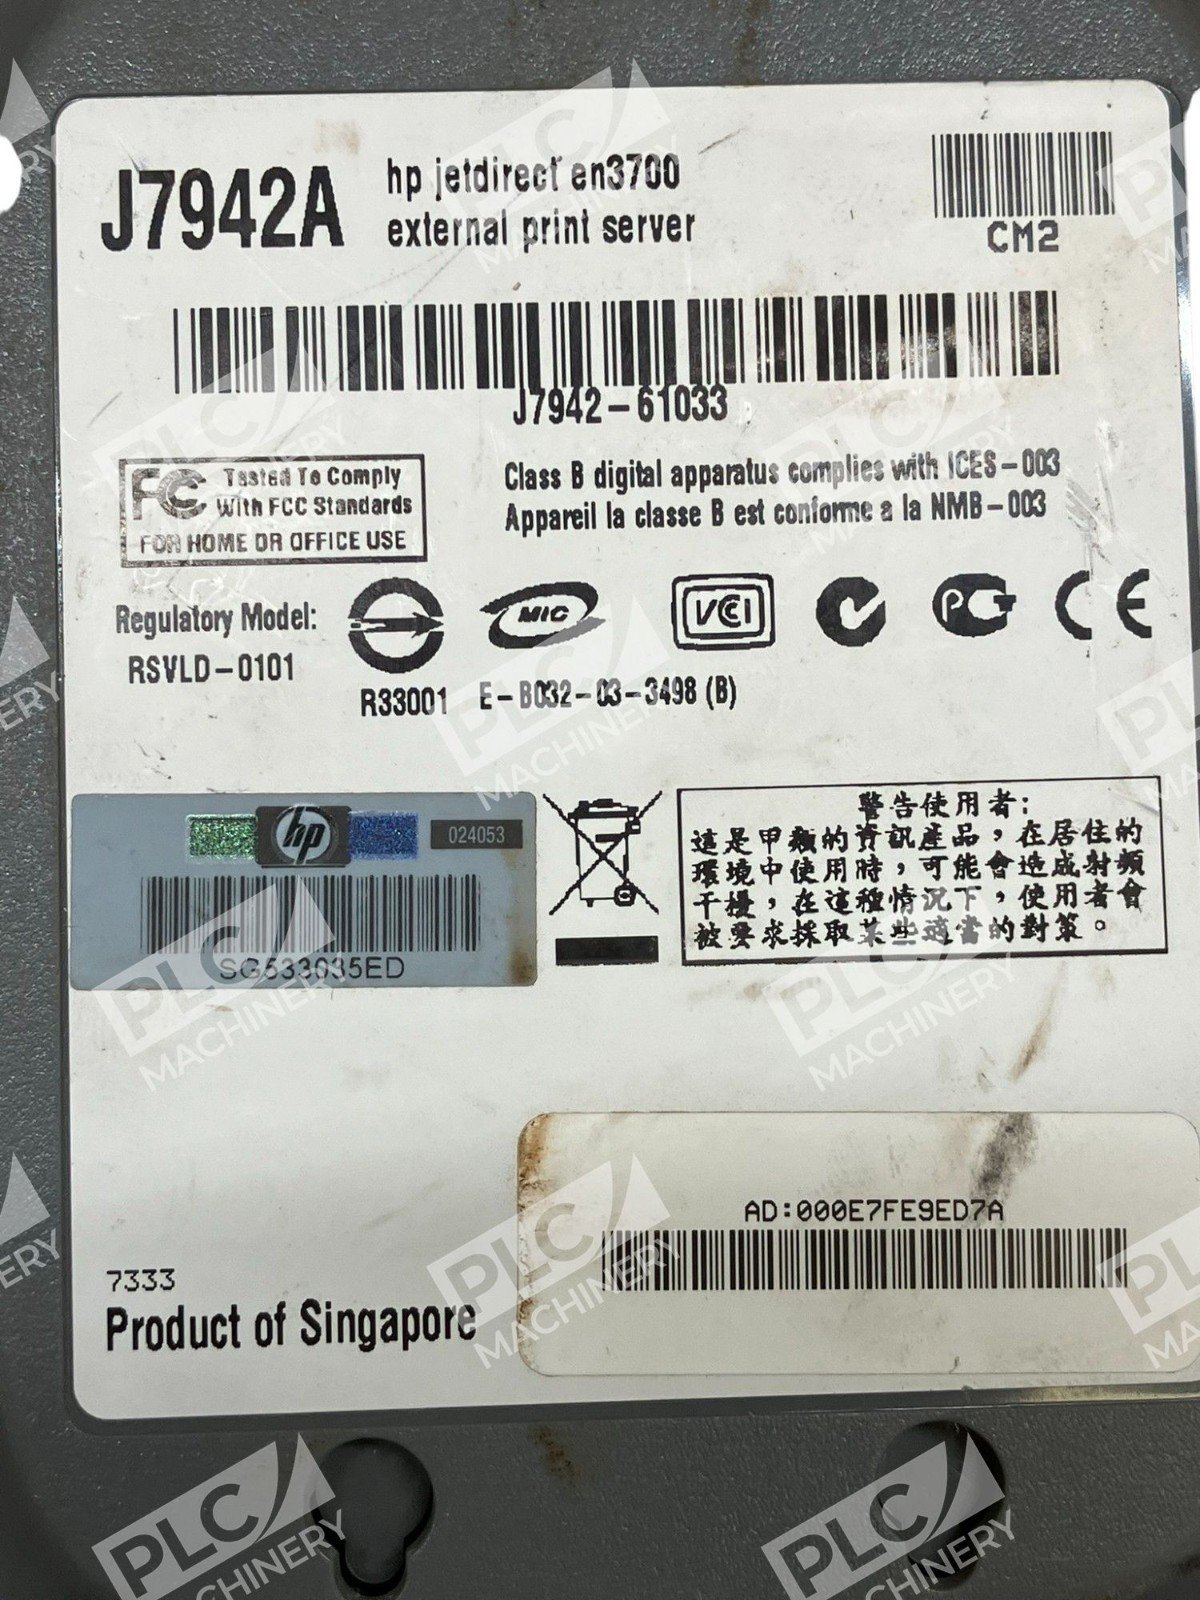 J7942A
hp jetdirect en3700
external print server
CM2
J7942-61033
FC Tested To Comply
With FCC Standards
FOR HOME OR OFFICE USE
Class B digital apparatus complies with ICES-003
Appareil la classe B est conforme a la NMB-003
Regulatory Model:
RSVLD-0101
MIC
VCI
PG
CE
R33001
E-B032-03-3498 (B)
hp
024053
SG533035ED
警告使用者:
這是甲類的資訊產品,在居住的
環境中使用時,可能會造成射頻
干擾,在這種情況下,使用者會
被要求採取某些適當的對策。
AD:000E7FE9ED7A
7333
Product of Singapore
PLC
MACHINERY